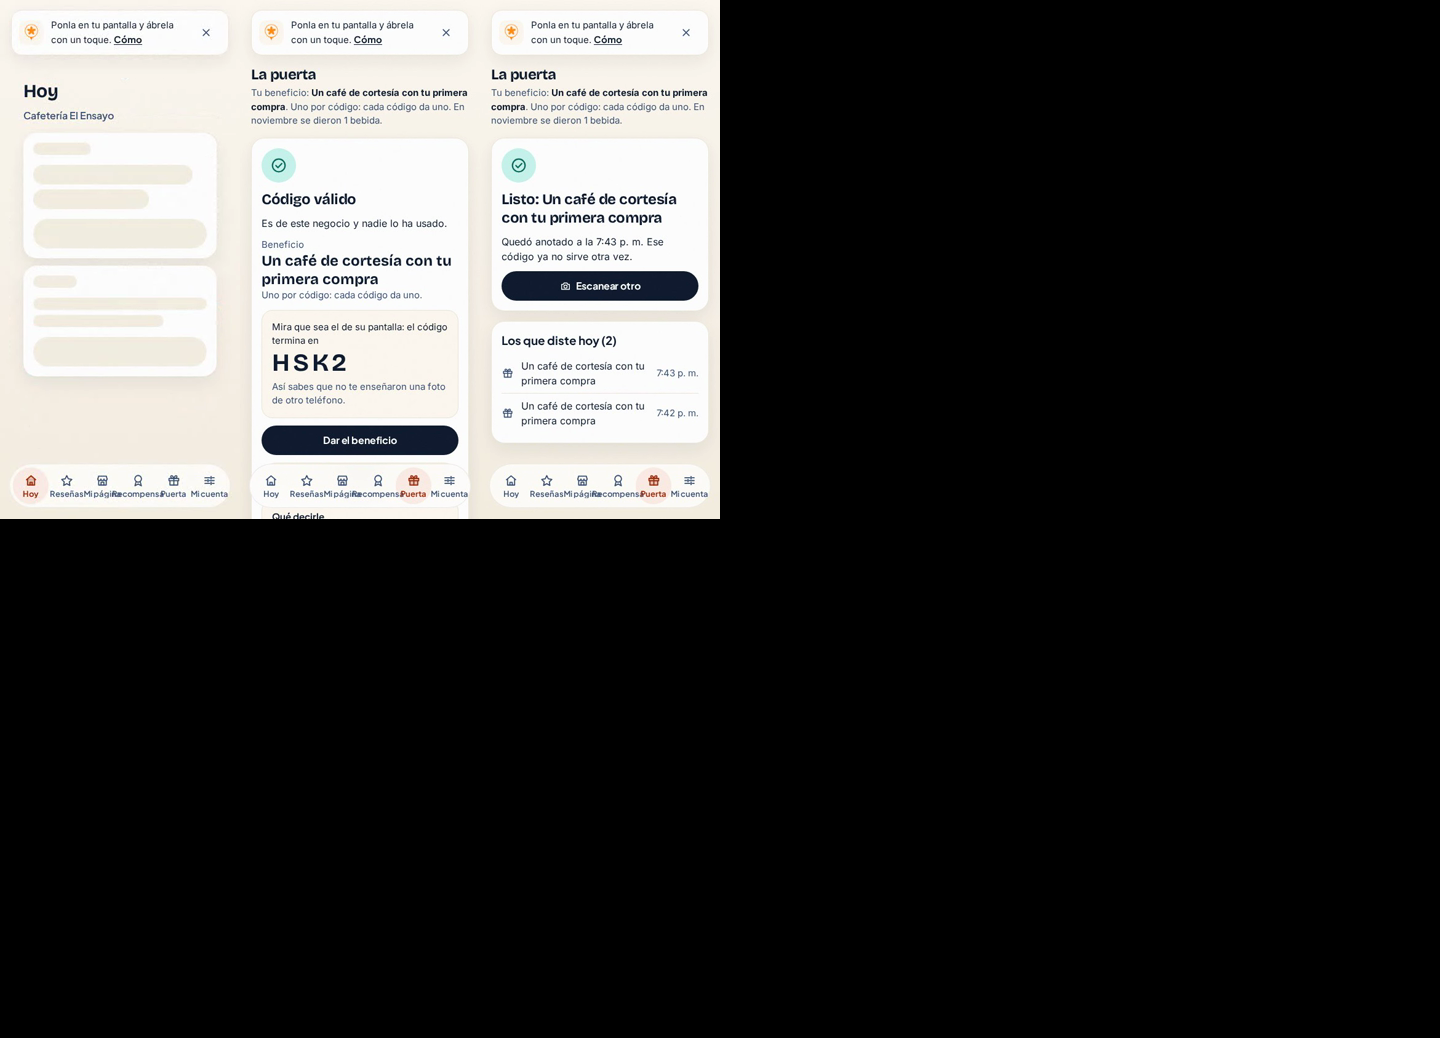 Ponla en tu pantalla y ábrela
con un toque. Cómo
Hoy
Cafetería El Ensayo
Hoy
Reseñas
Mi página
Recompensas
Puerta
Mi cuenta
Ponla en tu pantalla y ábrela
con un toque. Cómo
La puerta
Tu beneficio: Un café de cortesía con tu primera
compra. Uno por código: cada código da uno. En
noviembre se dieron 1 bebida.
Código válido
Es de este negocio y nadie lo ha usado.
Beneficio
Un café de cortesía con tu
primera compra
Uno por código: cada código da uno.
Mira que sea el de su pantalla: el código
termina en
HSK2
Así sabes que no te enseñaron una foto
de otro teléfono.
Dar el beneficio
Hoy
Reseñas
Mi página
Recompensas
Puerta
Mi cuenta
Qué decirle
Ponla en tu pantalla y ábrela
con un toque. Cómo
La puerta
Tu beneficio: Un café de cortesía con tu primera
compra. Uno por código: cada código da uno. En
noviembre se dieron 1 bebida.
Listo: Un café de cortesía
con tu primera compra
Quedó anotado a la 7:43 p. m. Ese
código ya no sirve otra vez.
Escanear otro
Los que diste hoy (2)
Un café de cortesía con tu
primera compra
7:43 p. m.
Un café de cortesía con tu
primera compra
7:42 p. m.
Hoy
Reseñas
Mi página
Recompensas
Puerta
Mi cuenta